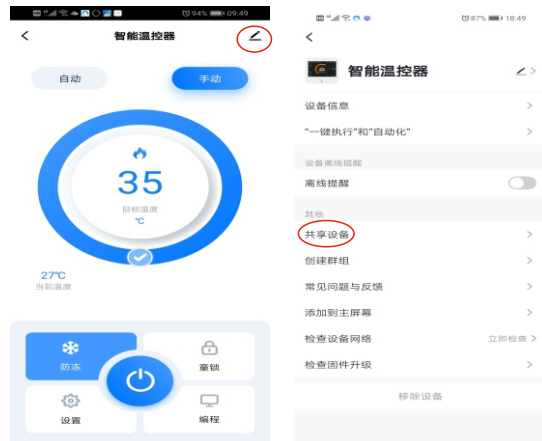 94% 09:49
智能温控器
自动
手动
35
目标温度
℃
27℃
当前温度
防冻
童锁
设置
编程
87% 18:49
智能温控器
设备信息
“一键执行”和“自动化”
设备离线提醒
离线提醒
其他
共享设备
创建群组
常见问题与反馈
添加到主屏幕
检查设备网络 立即检查
检查固件升级
移除设备